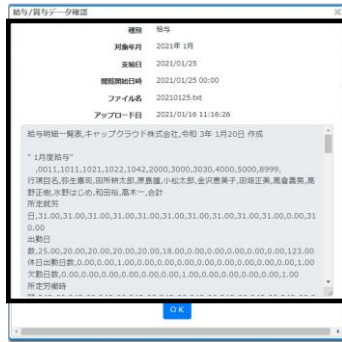 給与/賞与データ確認
種別 給与
対象年月 2021年 1月
支給日 2021/01/25
閲覧開始日時 2021/01/25 00:00
ファイル名 20210125.txt
アップロード日 2021/01/16 11:16:26
給与明細一覧表,キャップクラウド株式会社,令和 3年 1月20日 作成
" 1月度給与"
,0011,1011,1021,1022,1042,2000,3000,3030,4000,5000,8999,
行項目名,弥生憲司,田所耕太郎,原島徹,小松太郎,金沢恵美子,田畑正美,高倉義男,高
野正樹,水野はじめ,和田裕,高木一,合計
所定就労
日,31.00,31.00,31.00,31.00,31.00,31.00,31.00,31.00,31.00,31.00,0.00,31
0.00
出勤日
数,25.00,20.00,20.00,20.00,20.00,18.00,0.00,0.00,0.00,0.00,0.00,123.00
休日出勤日数,0.00,0.00,1.00,0.00,0.00,0.00,0.00,0.00,0.00,0.00,0.00,1.00
欠勤日数,0.00,0.00,0.00,0.00,0.00,1.00,0.00,0.00,0.00,0.00,0.00,1.00
所定労働時
OK